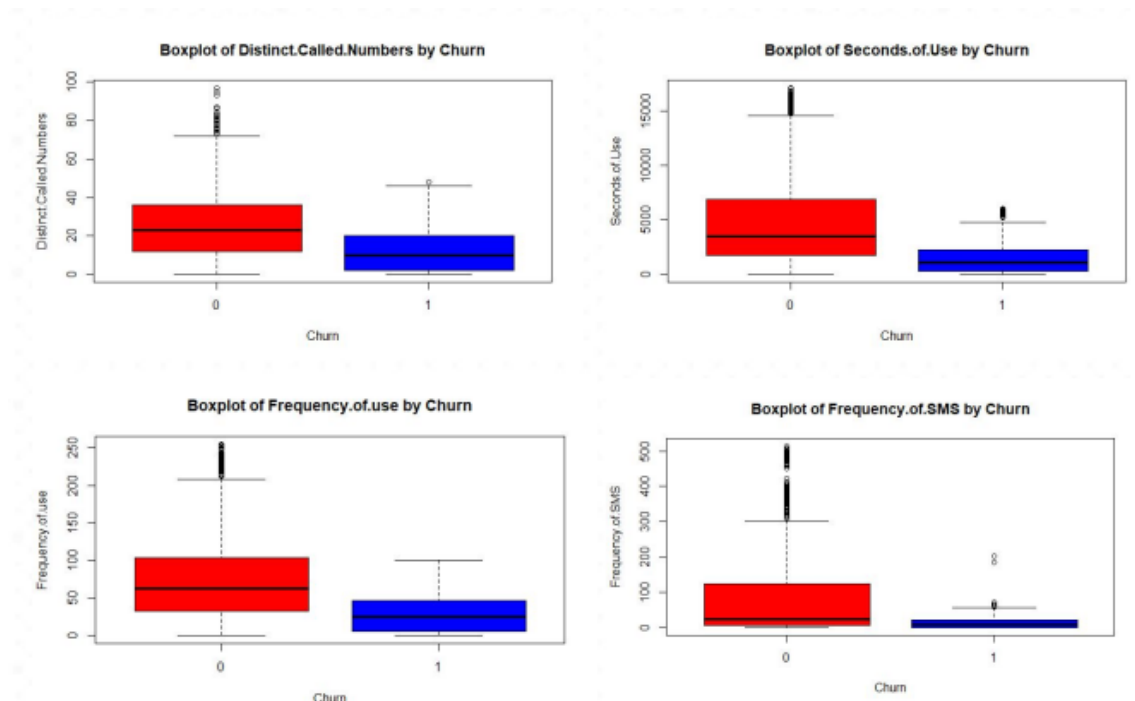 Boxplot of Distinct.Called.Numbers by Churn
Distinct.Called.Numbers
100
80
60
40
20
0
0 1
Churn
Boxplot of Seconds.of.Use by Churn
Seconds.of.Use
15000
10000
5000
0
0 1
Churn
Boxplot of Frequency.of.use by Churn
Frequency.of.use
250
200
150
100
50
0
0 1
Churn
Boxplot of Frequency.of.SMS by Churn
Frequency.of.SMS
500
400
300
200
100
0
0 1
Churn